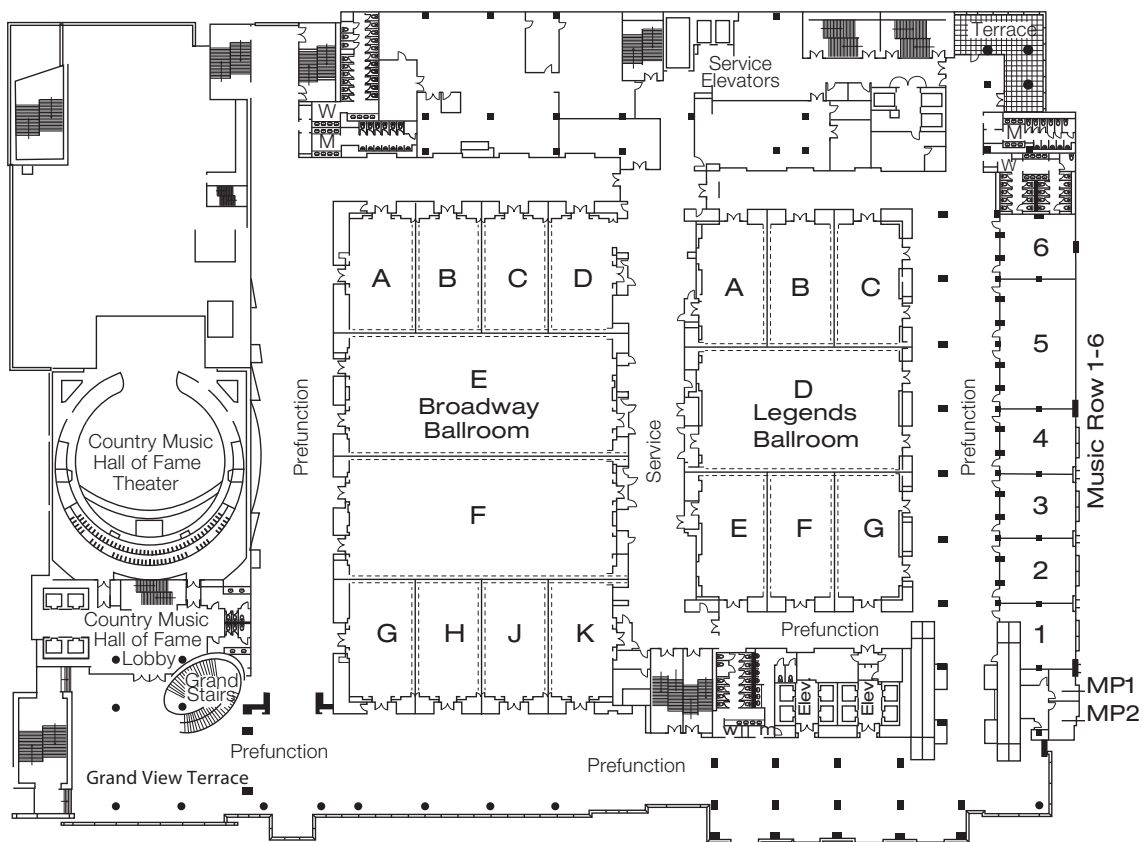 Terrace
Service
Elevators
W
M
M
W
A
B
C
D
A
B
C
6
5
E
Broadway
Ballroom
D
Legends
Ballroom
Prefunction
Service
Prefunction
Music Row 1-6
Country Music
Hall of Fame
Theater
4
F
E
F
G
3
2
Country Music
Hall of Fame
Lobby
G
H
J
K
Prefunction
1
Grand
Stairs
Elev
Elev
MP1
MP2
w
m
Prefunction
Prefunction
Grand View Terrace